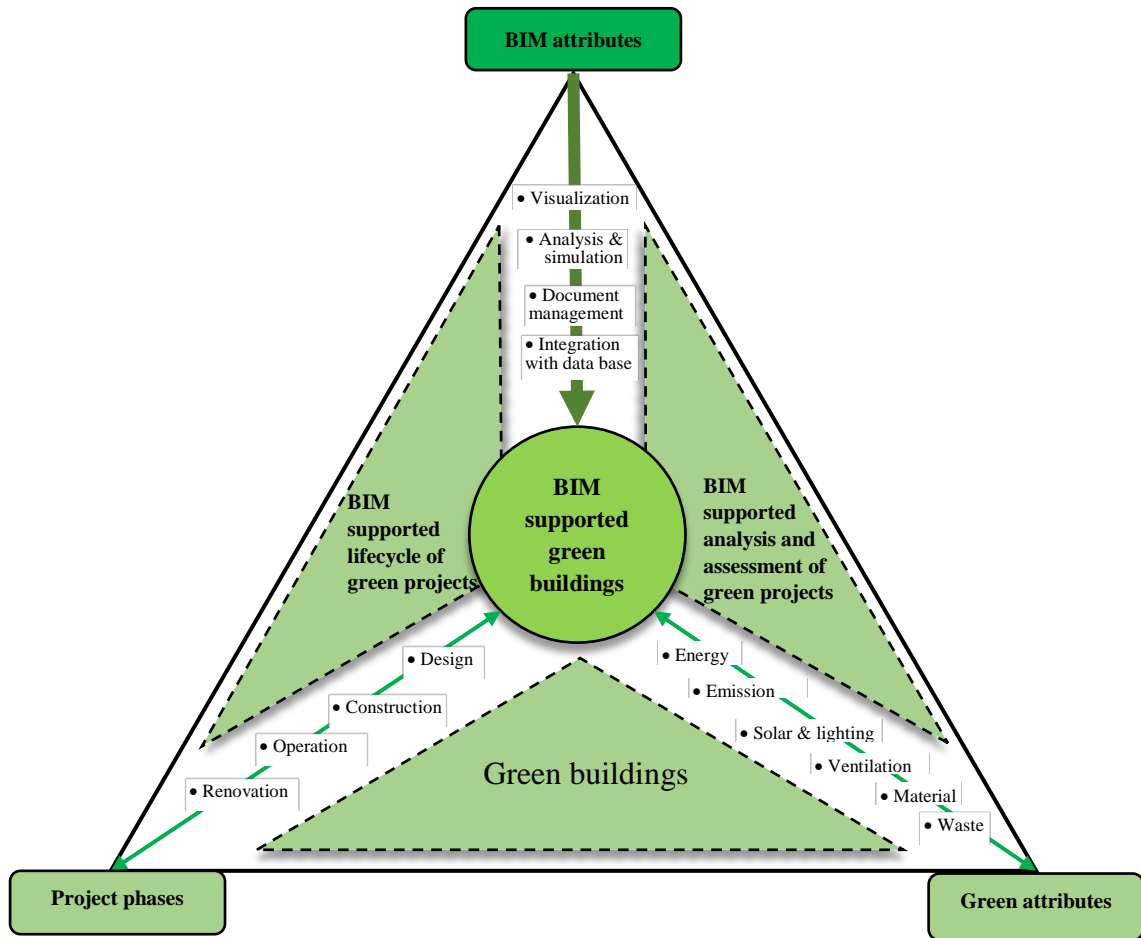 BIM attributes
• Visualization
• Analysis &
simulation
• Document
management
• Integration
with data base
BIM
supported
lifecycle of
green projects
BIM
supported
green
buildings
BIM
supported
analysis and
assessment of
green projects
• Design
• Construction
• Operation
• Renovation
• Energy
• Emission
• Solar & lighting
• Ventilation
• Material
• Waste
Green buildings
Project phases
Green attributes